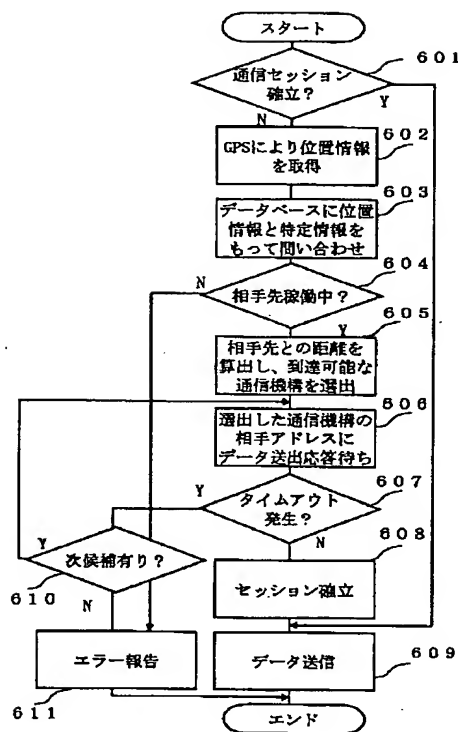 スタート
通信セッション
確立？
601
Y
N
602
GPSにより位置情報
を取得
603
データベースに位置
情報と特定情報を
もって問い合わせ
604
N
相手先稼働中？
Y
605
相手先との距離を
算出し、到達可能な
通信機構を選出
606
選出した通信機構の
相手アドレスに
データ送出応答待ち
607
Y
タイムアウト
発生？
N
608
Y
次候補有り？
610
N
セッション確立
エラー報告
データ送信
611
609
エンド